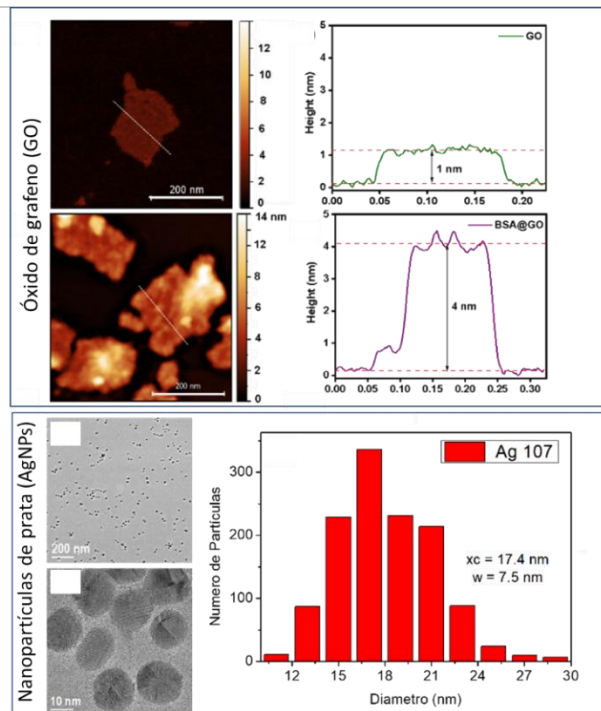 Óxido de grafeno (GO)
14
12
10
8
6
4
2
0
200 nm
5
4
3
2
1
0
Height (nm)
GO
1 nm
0.00 0.05 0.10 0.15 0.20
14 nm
12
10
8
6
4
2
0
200 nm
5
4
3
2
1
0
Height (nm)
BSA@GO
4 nm
0.00 0.05 0.10 0.15 0.20 0.25 0.30
Nanopartículas de prata (AgNPs)
200 nm
10 nm
Numero de Partículas
300
200
100
0
Ag 107
xc = 17.4 nm
w = 7.5 nm
12 15 18 21 24 27 30
Diametro (nm)